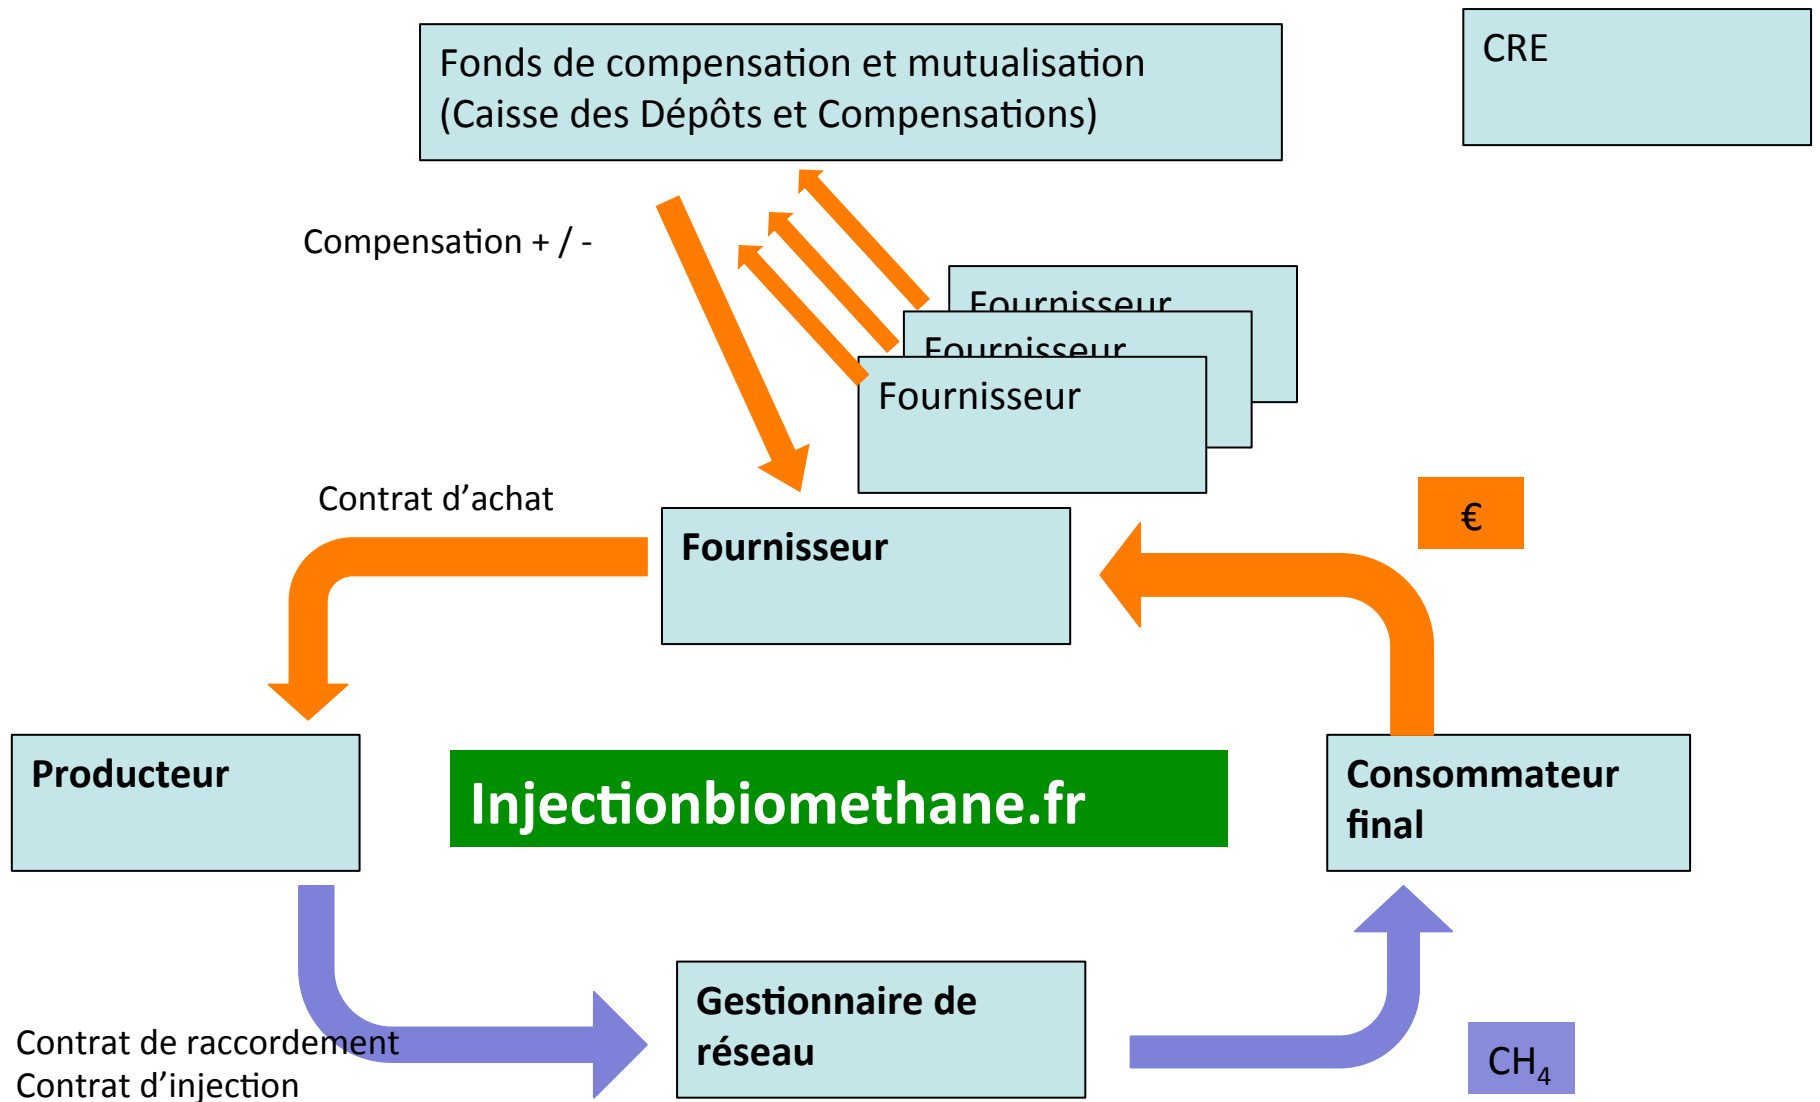 Fonds de compensation et mutualisation
(Caisse des Dépôts et Compensations)
CRE
Compensation + / -
Fournisseur
Fournisseur
Fournisseur
Contrat d’achat
Fournisseur
€
Producteur
Injectionbiomethane.fr
Consommateur
final
Contrat de raccordement
Contrat d’injection
Gestionnaire de
réseau
CH₄